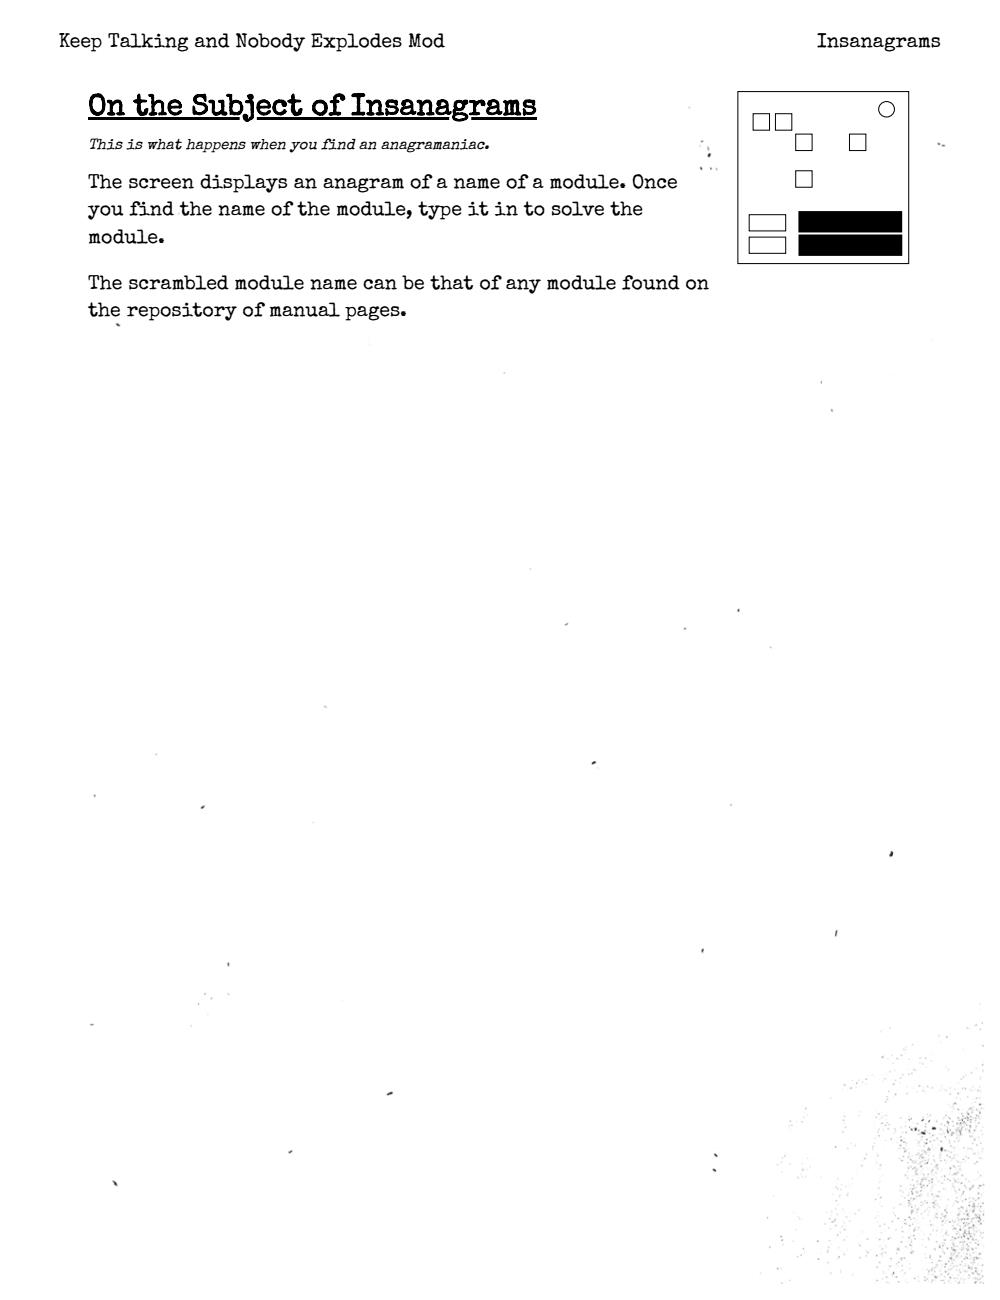 Keep Talking and Nobody Explodes Mod
Insanagrams
On the Subject of Insanagrams
This is what happens when you find an anagramaniac.
The screen displays an anagram of a name of a module. Once
you find the name of the module, type it in to solve the
module.
The scrambled module name can be that of any module found on
the repository of manual pages.